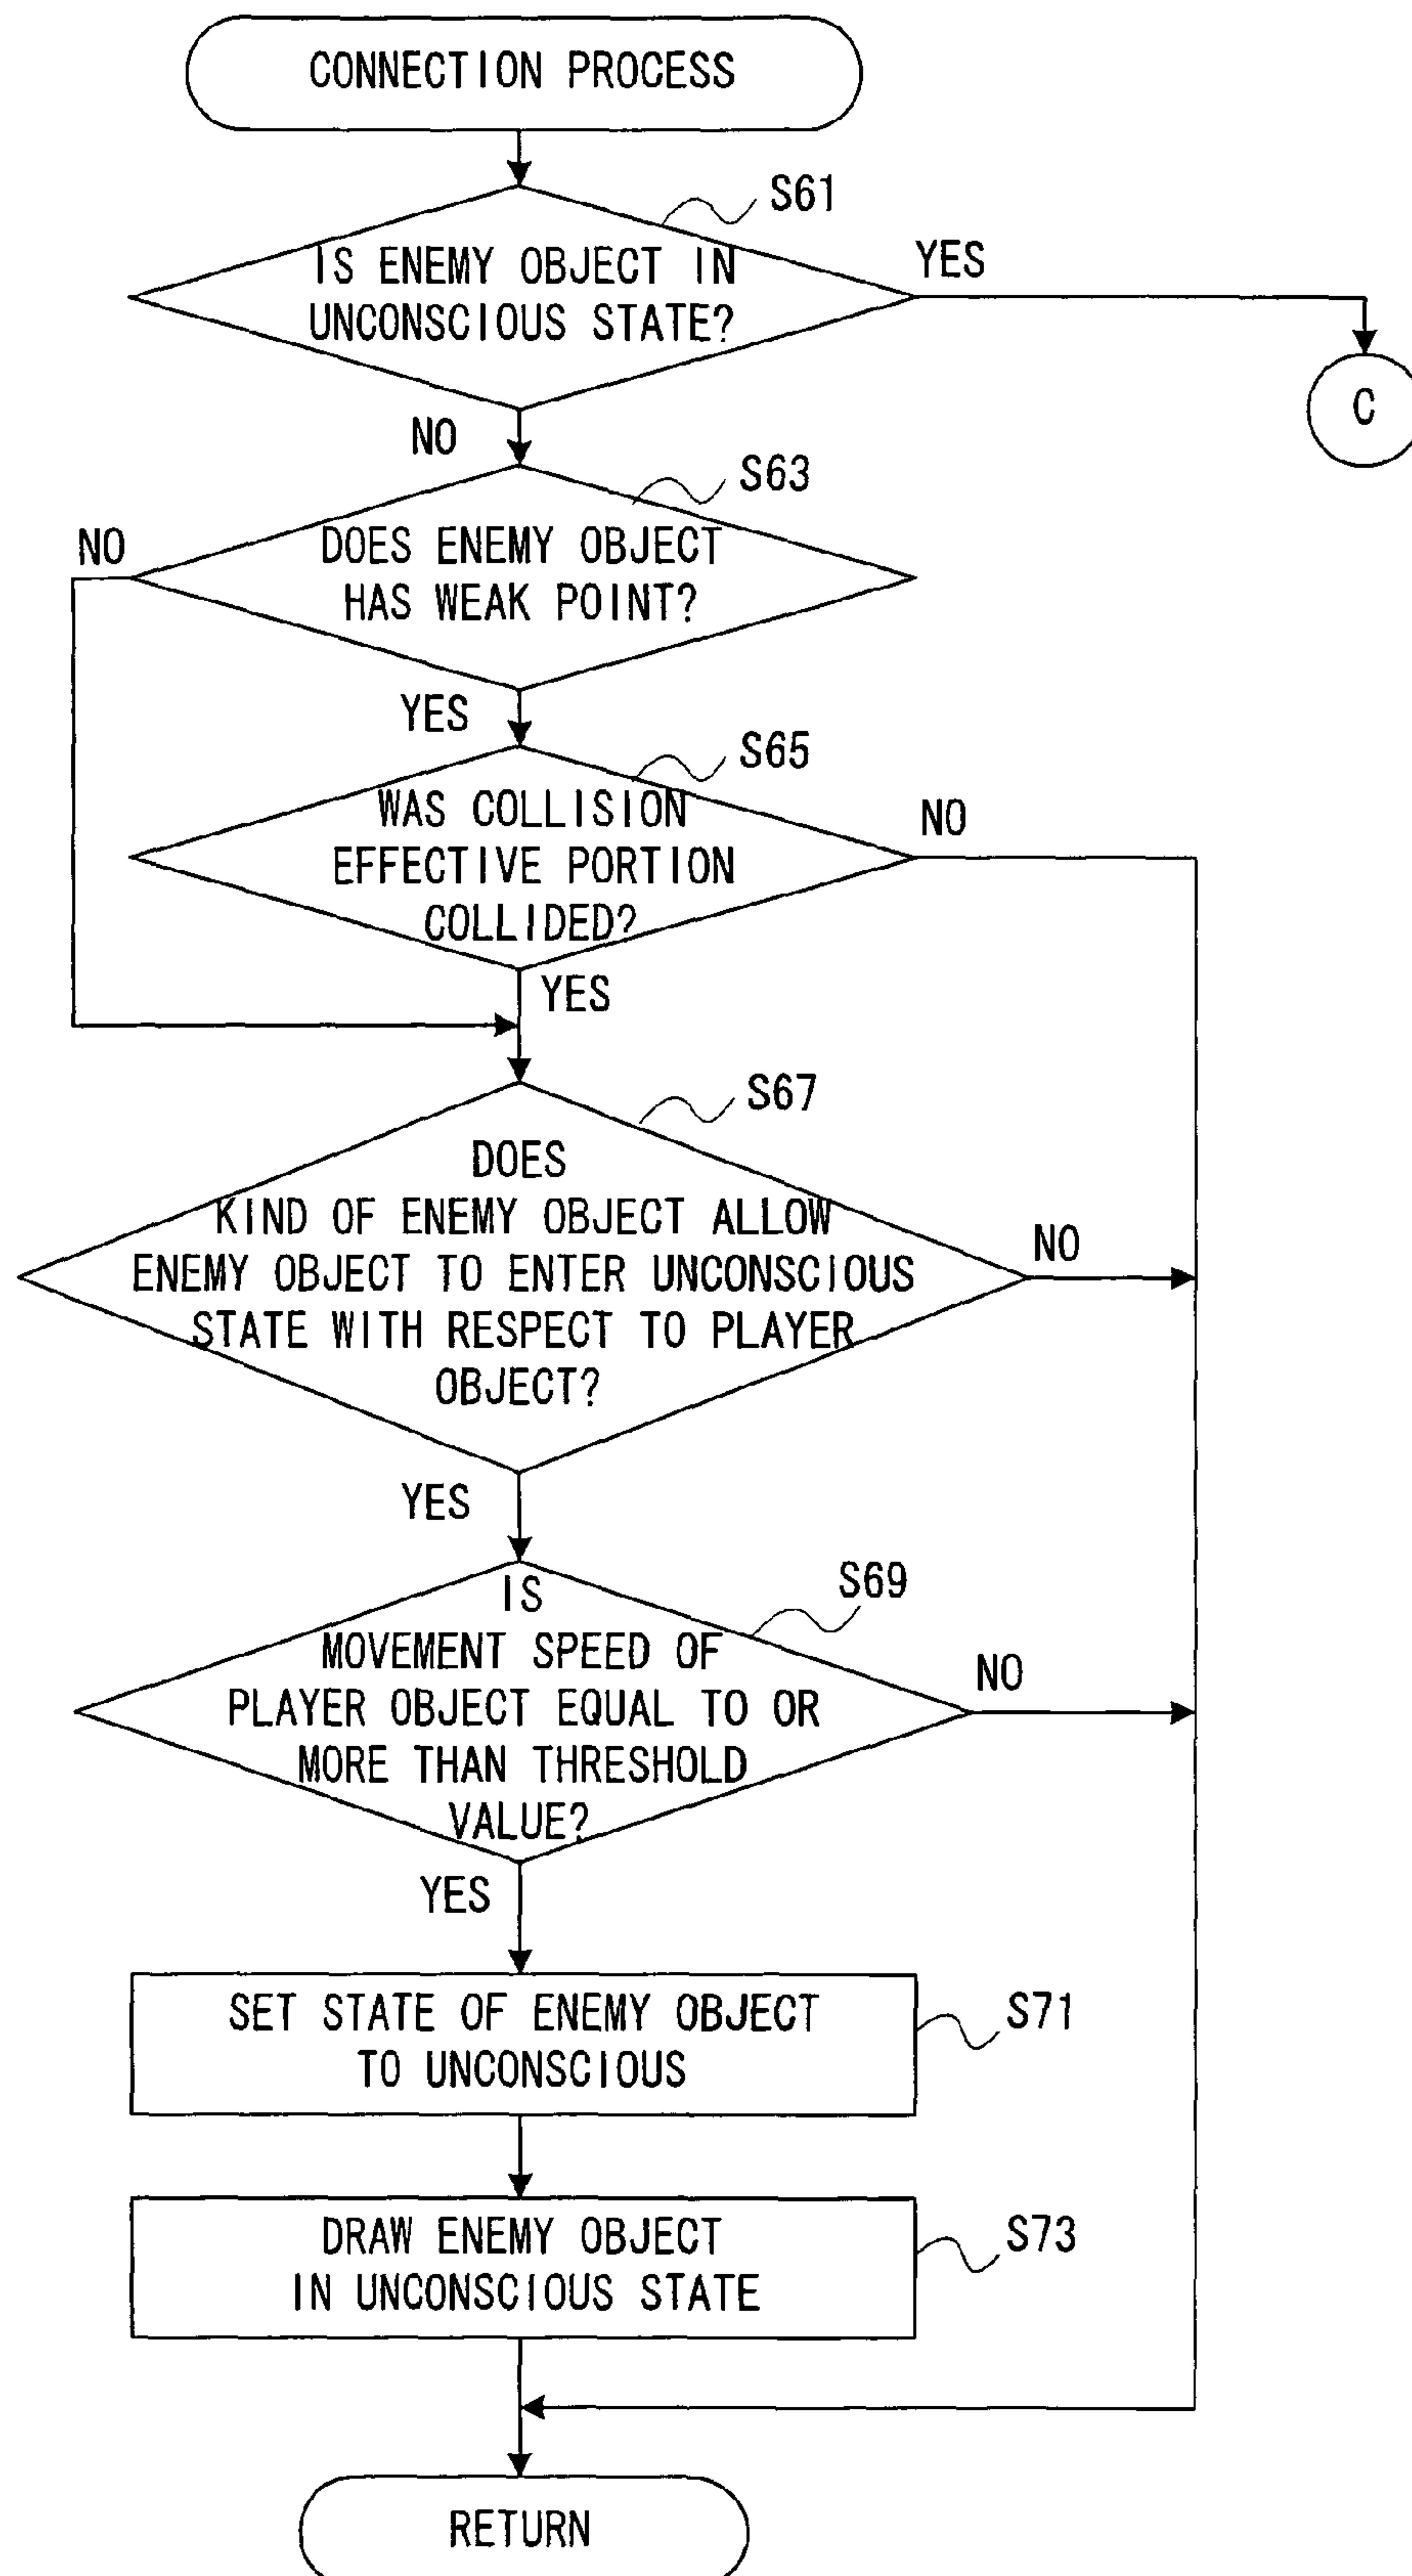 CONNECTION PROCESS
S61
IS ENEMY OBJECT IN
UNCONSCIOUS STATE?
YES
C
NO
S63
DOES ENEMY OBJECT
HAS WEAK POINT?
NO
YES
S65
WAS COLLISION
EFFECTIVE PORTION
COLLIDED?
NO
YES
S67
DOES
KIND OF ENEMY OBJECT ALLOW
ENEMY OBJECT TO ENTER UNCONSCIOUS
STATE WITH RESPECT TO PLAYER
OBJECT?
NO
YES
S69
IS
MOVEMENT SPEED OF
PLAYER OBJECT EQUAL TO OR
MORE THAN THRESHOLD
VALUE?
NO
YES
SET STATE OF ENEMY OBJECT
TO UNCONSCIOUS
S71
DRAW ENEMY OBJECT
IN UNCONSCIOUS STATE
S73
RETURN